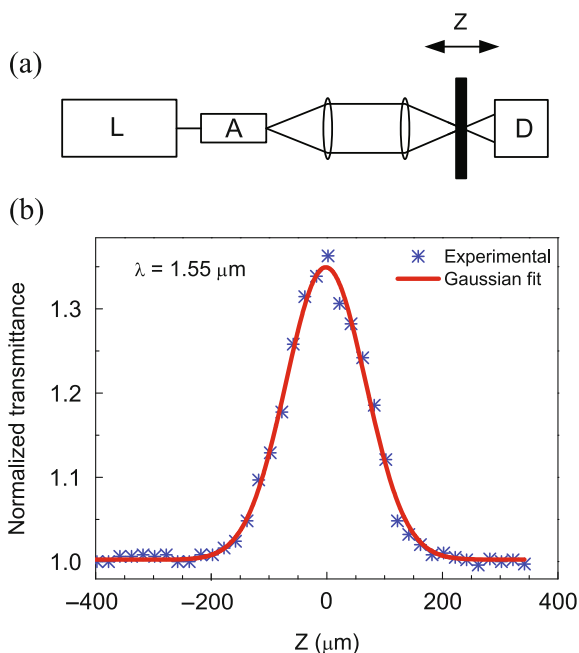 (a)
Z
L
A
D
(b)
λ = 1.55 μm
Experimental
Gaussian fit
Normalized transmittance
1.3
1.2
1.1
1.0
–400
–200
0
200
400
Z (μm)